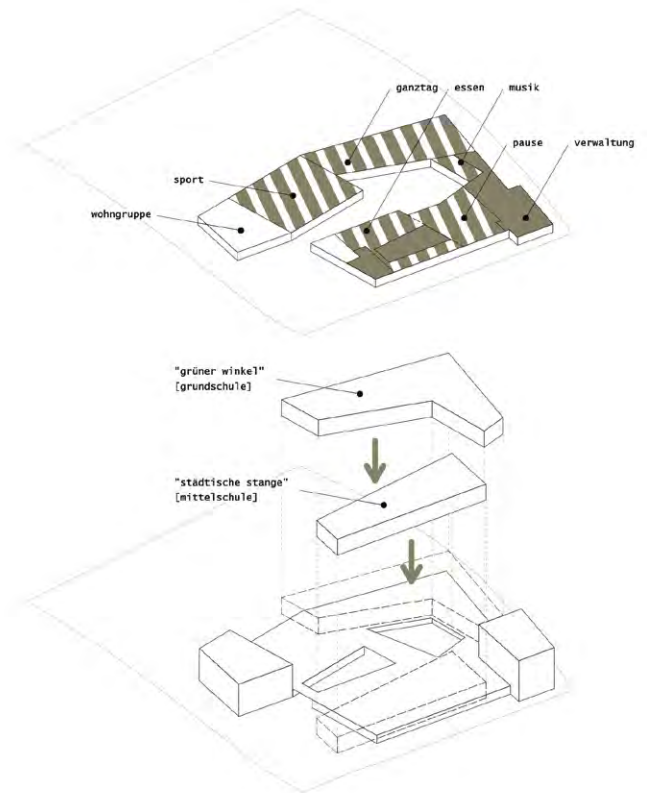 ganztag essen musik
pause verwaltung
sport
wohngruppe
"grüner winkel"
[grundschule]
"städtische stange"
[mittelschule]